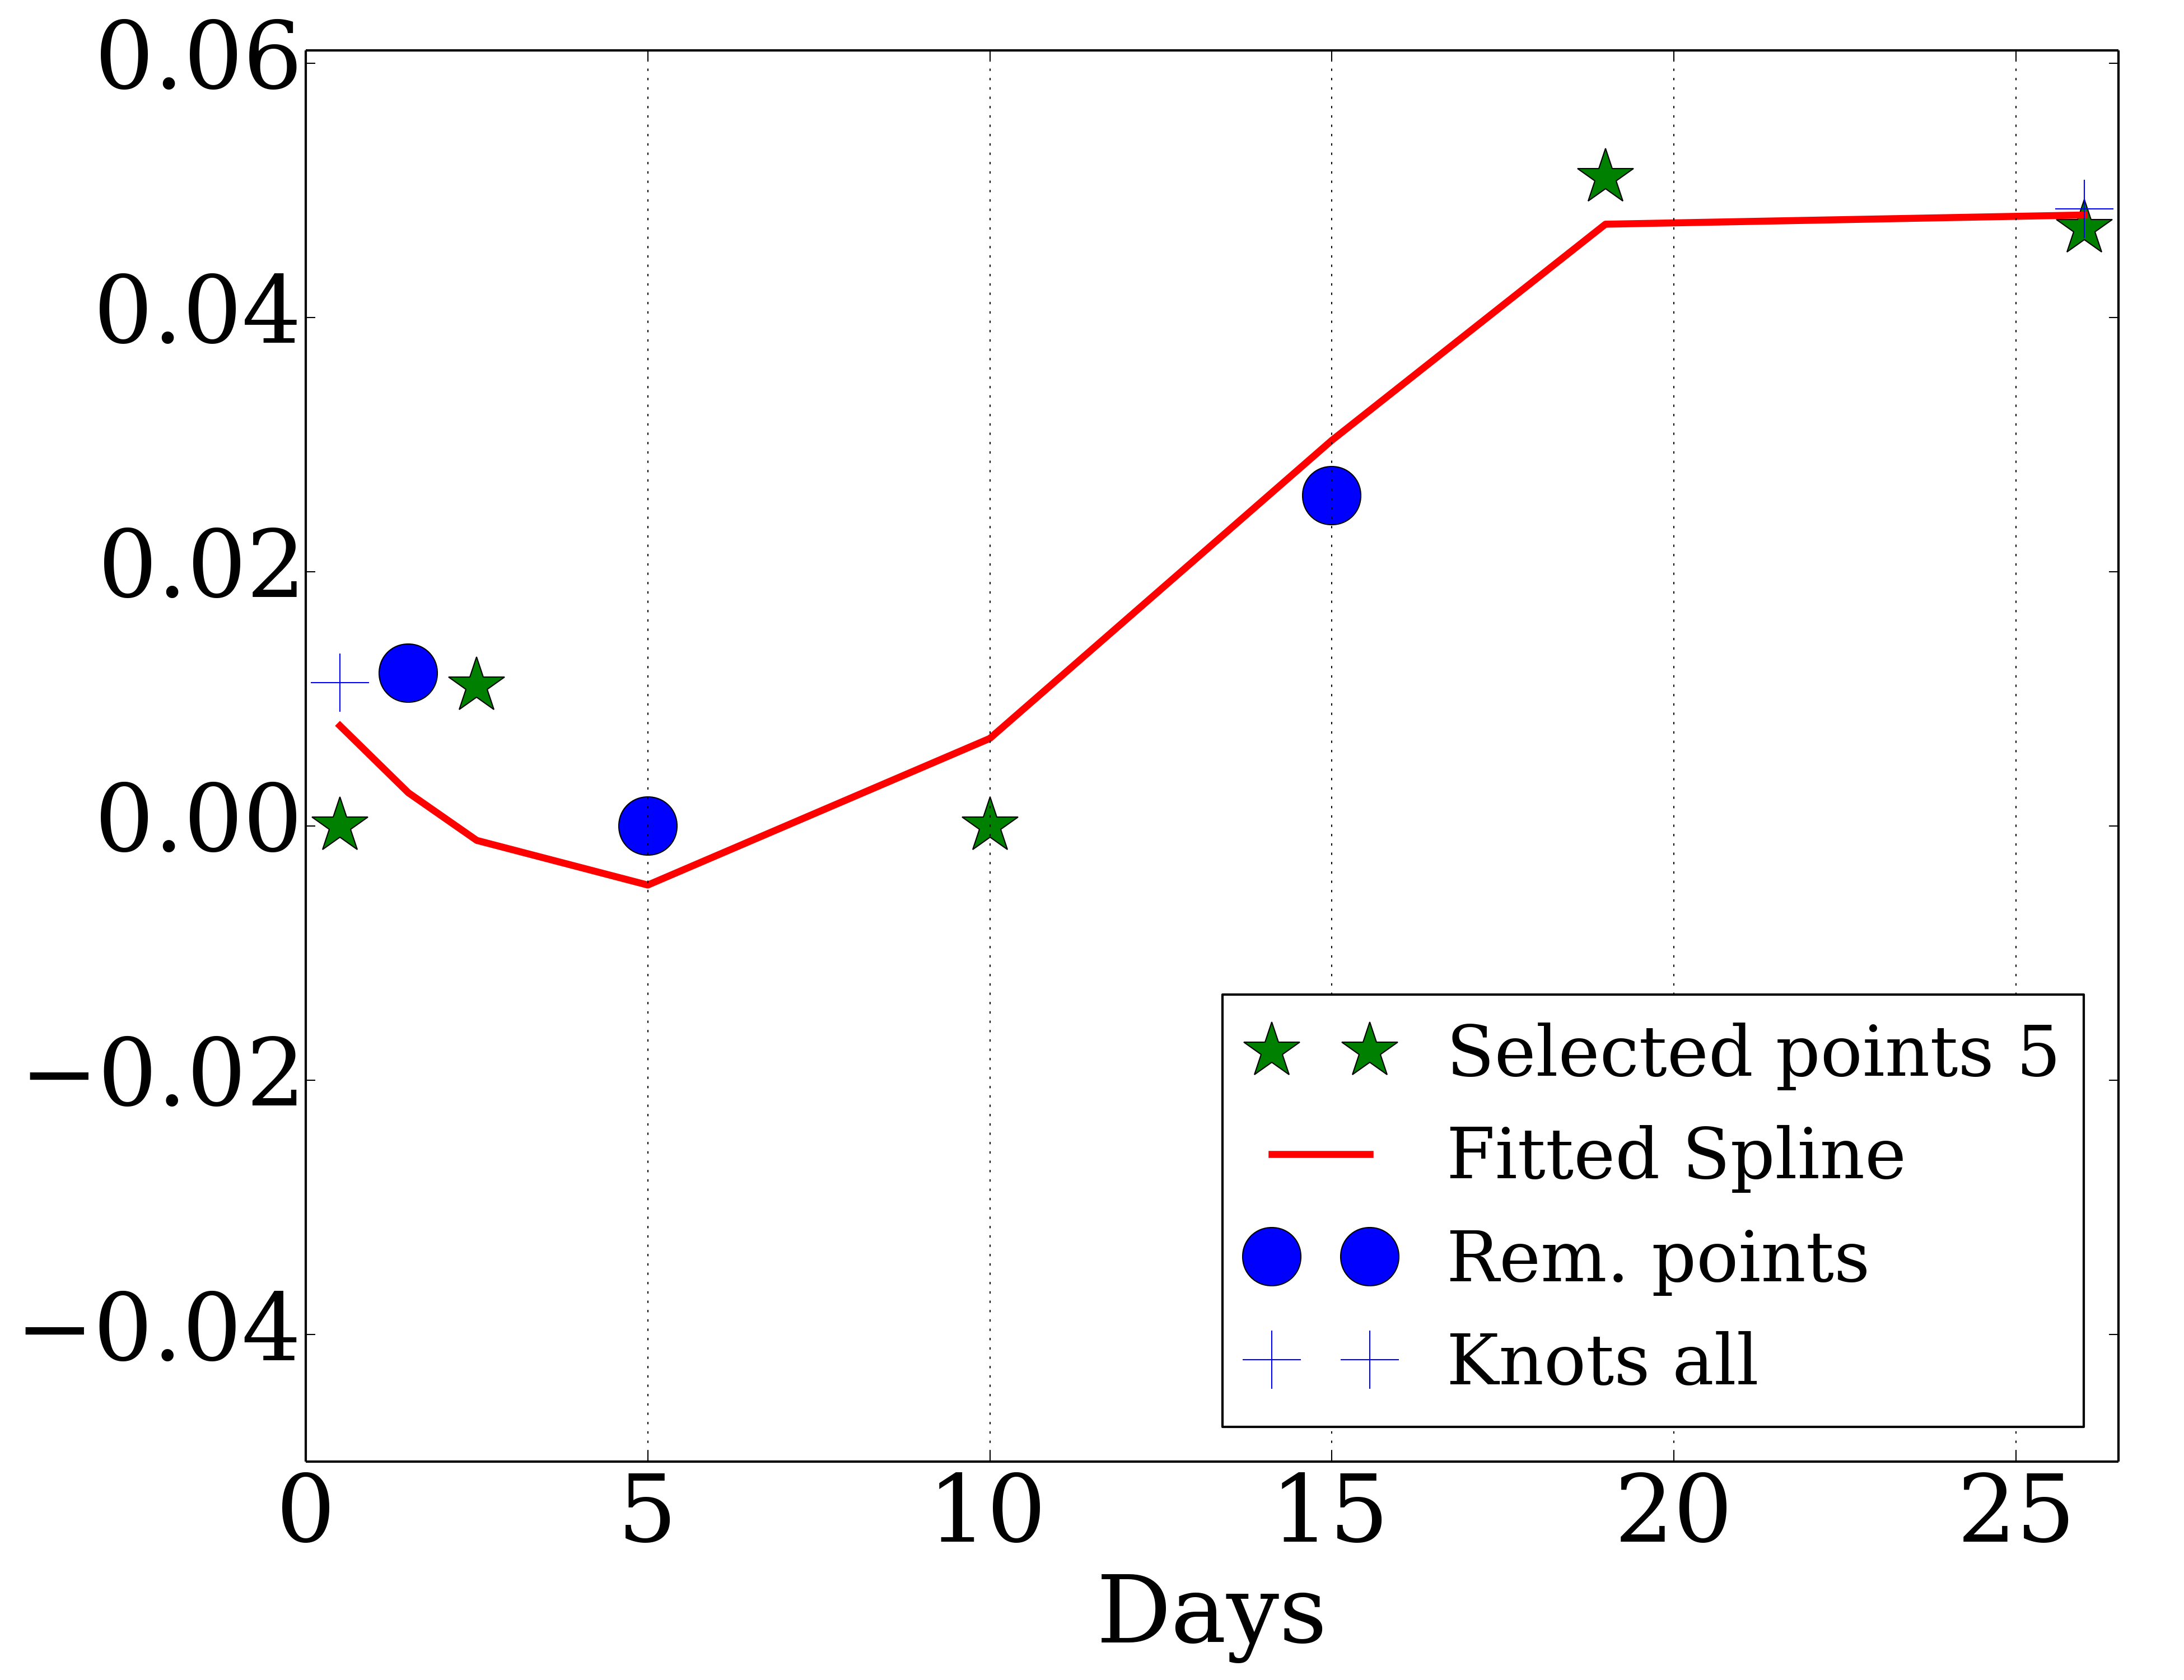 0.06
0.04
0.02
0.00
−0.02
−0.04
Selected points 5
Fitted Spline
Rem. points
Knots all
0 5 10 15 20 25
Days